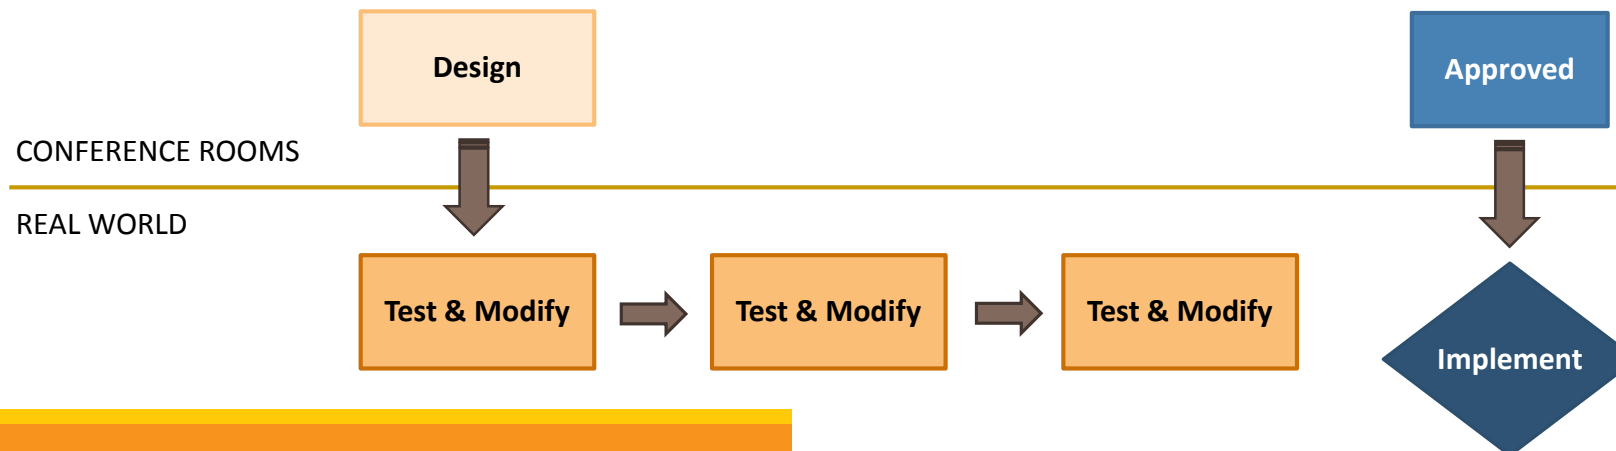 Design
Approved
CONFERENCE ROOMS
REAL WORLD
Test & Modify
Test & Modify
Test & Modify
Implement